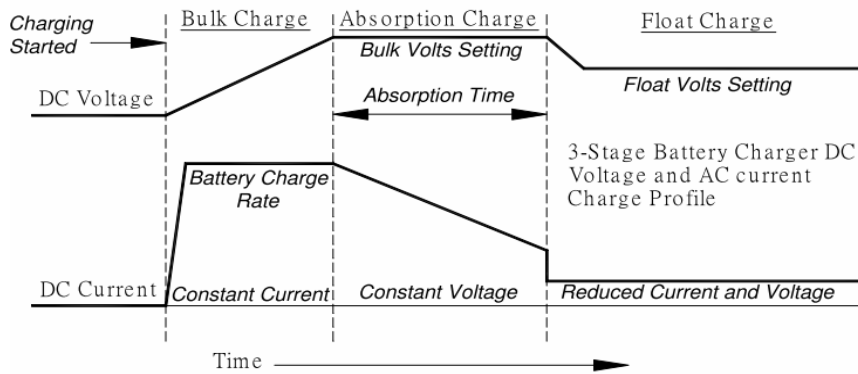 Charging
Started
Bulk Charge
Absorption Charge
Float Charge
Bulk Volts Setting
DC Voltage
Absorption Time
Float Volts Setting
3-Stage Battery Charger DC
Voltage and AC current
Charge Profile
Battery Charge
Rate
DC Current
Constant Current
Constant Voltage
Reduced Current and Voltage
Time